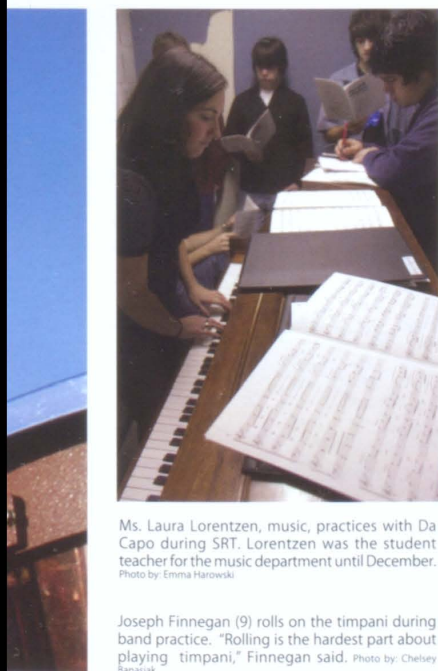 Ms. Laura Lorentzen, music, practices with Da
Capo during SRT. Lorentzen was the student
teacher for the music department until December.
Photo by: Emma Harowski
Joseph Finnegan (9) rolls on the timpani during
band practice. "Rolling is the hardest part about
playing timpani," Finnegan said. Photo by: Chelsey
Banasiak